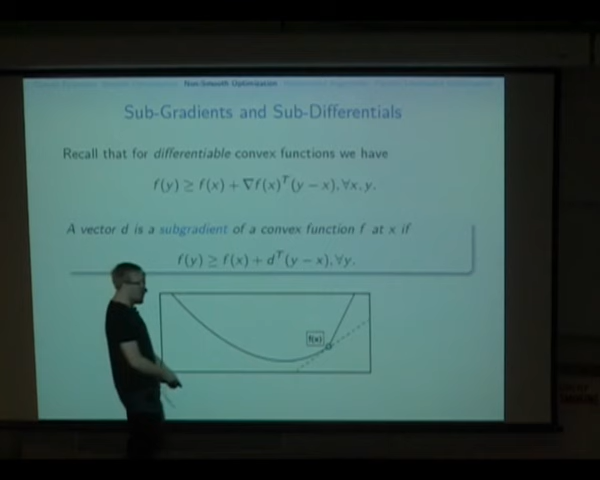 Non-Smooth Optimization
Sub-Gradients and Sub-Differentials
Recall that for differentiable convex functions we have
f(y) ≥ f(x) + ∇f(x)ᵀ(y − x), ∀x, y.
A vector d is a subgradient of a convex function f at x if
f(y) ≥ f(x) + dᵀ(y − x), ∀y.
f(x)